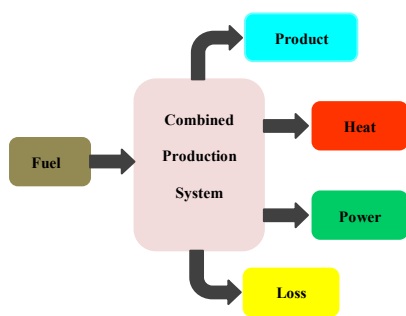 Product
Combined
Production
System
Heat
Fuel
Power
Loss